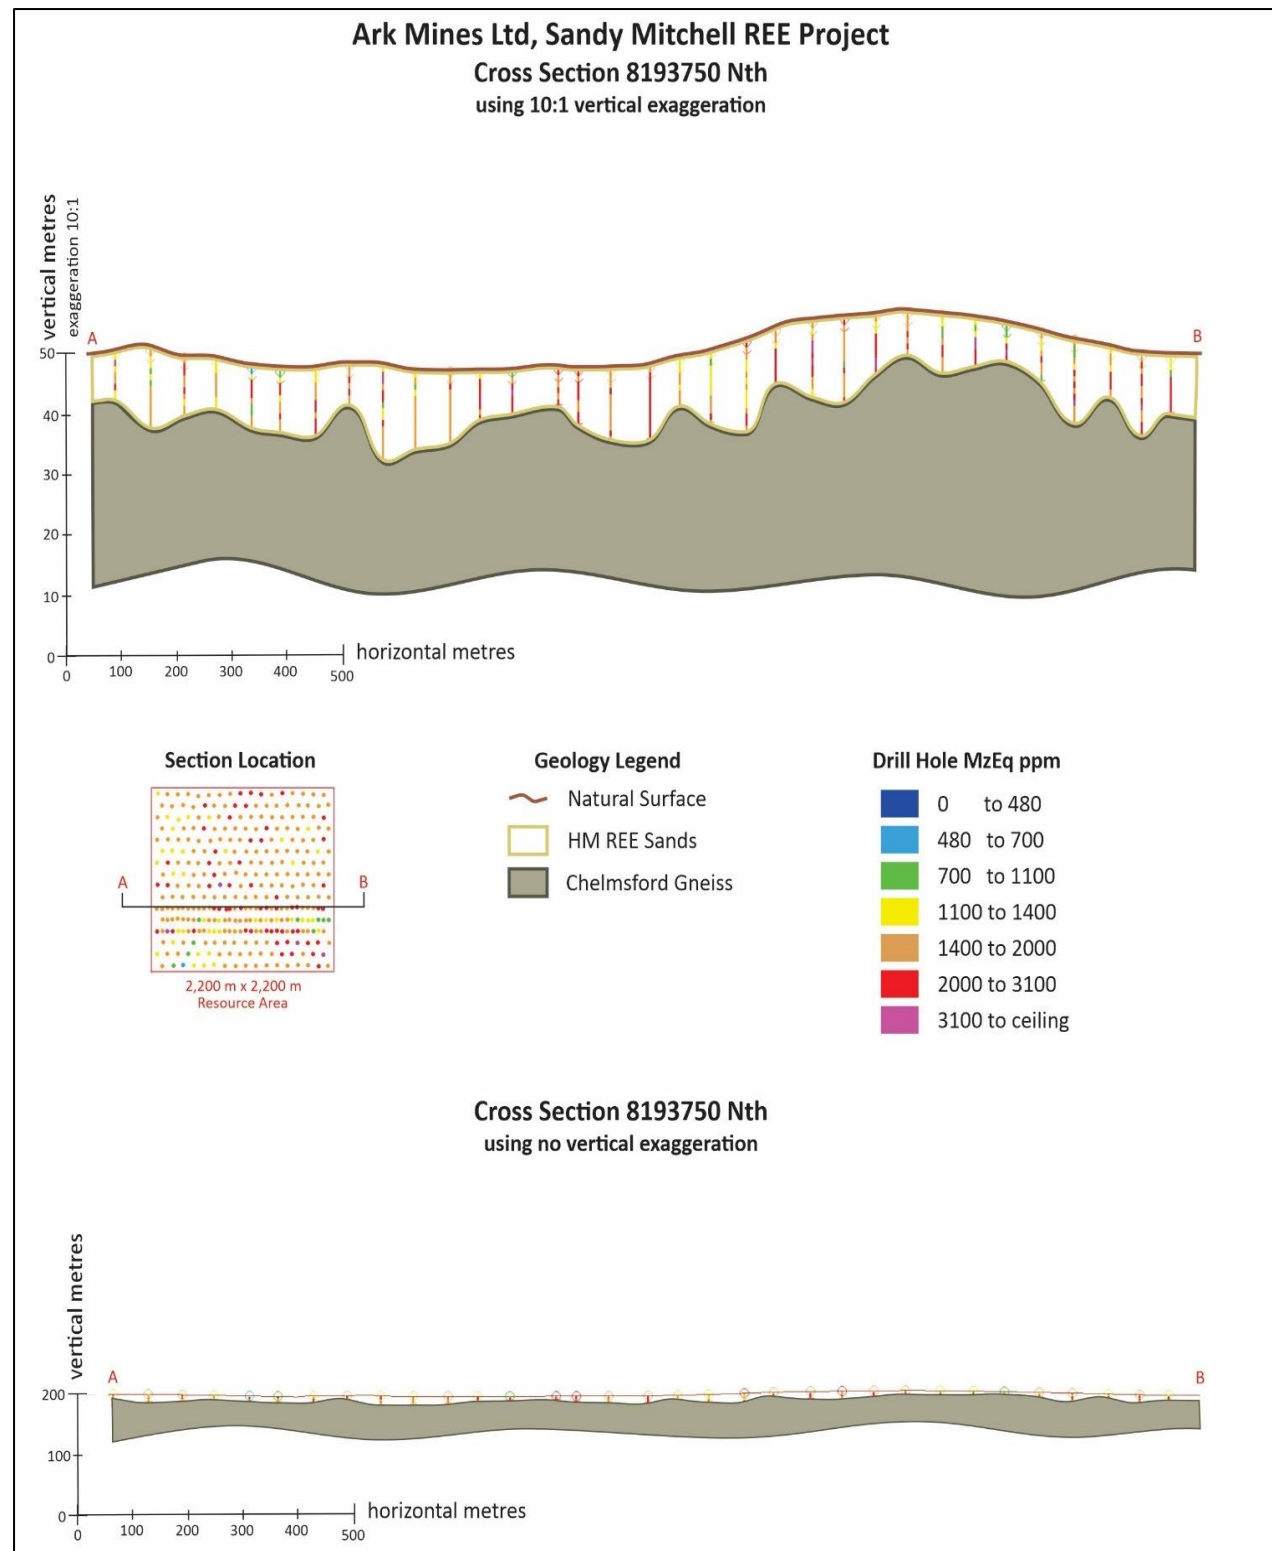 Ark Mines Ltd, Sandy Mitchell REE Project
Cross Section 8193750 Nth
using 10:1 vertical exaggeration
vertical metres
exaggeration 10:1
A
B
50
40
30
20
10
0
0 100 200 300 400 500
horizontal metres
Section Location
A
B
2,200 m x 2,200 m
Resource Area
Geology Legend
Natural Surface
HM REE Sands
Chelmsford Gneiss
Drill Hole MzEq ppm
0 to 480
480 to 700
700 to 1100
1100 to 1400
1400 to 2000
2000 to 3100
3100 to ceiling
Cross Section 8193750 Nth
using no vertical exaggeration
vertical metres
A
B
200
100
0
0 100 200 300 400 500
horizontal metres